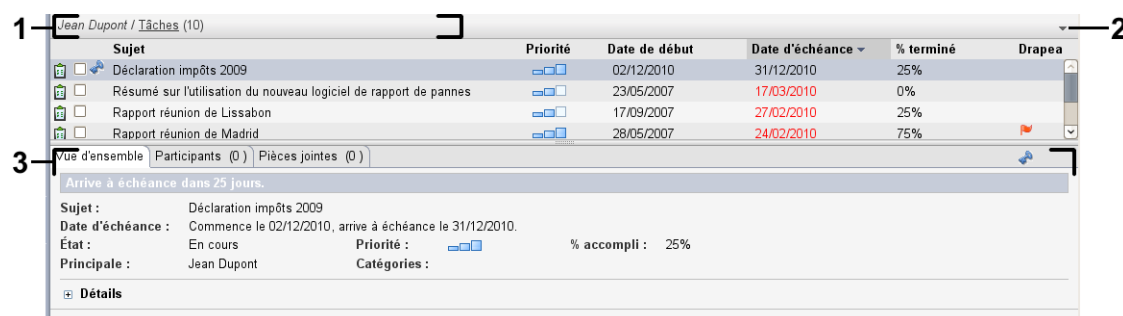 1 Jean Dupont / Tâches (10) 2
Sujet Priorité Date de début Date d'échéance % terminé Drapea
Déclaration impôts 2009 02/12/2010 31/12/2010 25%
Résumé sur l'utilisation du nouveau logiciel de rapport de pannes 23/05/2007 17/03/2010 0%
Rapport réunion de Lissabon 17/09/2007 27/02/2010 25%
Rapport réunion de Madrid 28/05/2007 24/02/2010 75%
3 Vue d'ensemble Participants (0) Pièces jointes (0)
Arrive à échéance dans 25 jours.
Sujet : Déclaration impôts 2009
Date d'échéance : Commence le 02/12/2010, arrive à échéance le 31/12/2010.
État : En cours Priorité : % accompli : 25%
Principale : Jean Dupont Catégories :
Détails